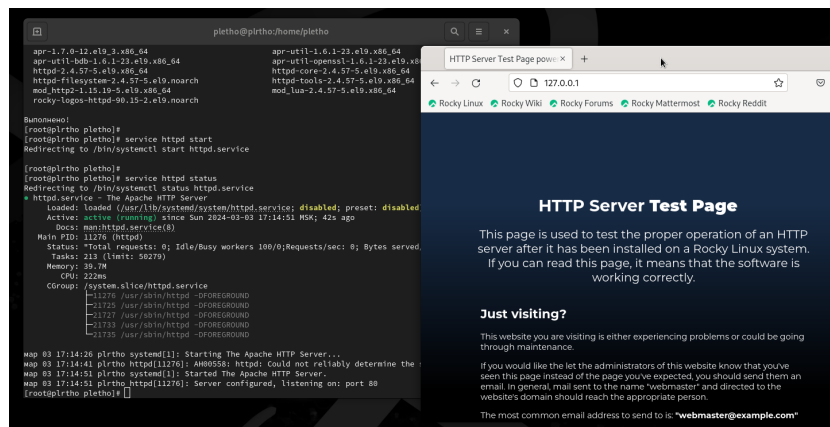 pletho@plrtho:/home/pletho
apr-1.7.0-12.el9_3.x86_64 apr-util-1.6.1-23.el9.x86_64
apr-util-bdb-1.6.1-23.el9.x86_64 apr-util-openssl-1.6.1-23.el9.x8
httpd-2.4.57-5.el9.x86_64 httpd-core-2.4.57-5.el9.x86_64
httpd-filesystem-2.4.57-5.el9.noarch httpd-tools-2.4.57-5.el9.x86_64
mod_http2-1.15.19-5.el9.x86_64 mod_lua-2.4.57-5.el9.x86_64
rocky-logos-httpd-90.15-2.el9.noarch
Выполнено!
[root@plrtho pletho]#
[root@plrtho pletho]# service httpd start
Redirecting to /bin/systemctl start httpd.service
[root@plrtho pletho]#
[root@plrtho pletho]# service httpd status
Redirecting to /bin/systemctl status httpd.service
● httpd.service - The Apache HTTP Server
Loaded: loaded (/usr/lib/systemd/system/httpd.service; disabled; preset: disabled
Active: active (running) since Sun 2024-03-03 17:14:51 MSK; 42s ago
Docs: man:httpd.service(8)
Main PID: 11276 (httpd)
Status: "Total requests: 0; Idle/Busy workers 100/0;Requests/sec: 0; Bytes served
Tasks: 213 (limit: 50279)
Memory: 39.7M
CPU: 222ms
CGroup: /system.slice/httpd.service
├─11276 /usr/sbin/httpd -DFOREGROUND
├─21725 /usr/sbin/httpd -DFOREGROUND
├─21727 /usr/sbin/httpd -DFOREGROUND
├─21733 /usr/sbin/httpd -DFOREGROUND
└─21735 /usr/sbin/httpd -DFOREGROUND
мар 03 17:14:26 plrtho systemd[1]: Starting The Apache HTTP Server...
мар 03 17:14:41 plrtho httpd[11276]: AH00558: httpd: Could not reliably determine the
мар 03 17:14:51 plrtho systemd[1]: Started The Apache HTTP Server.
мар 03 17:14:51 plrtho httpd[11276]: Server configured, listening on: port 80
[root@plrtho pletho]#
HTTP Server Test Page powe
127.0.0.1
Rocky Linux Rocky Wiki Rocky Forums Rocky Mattermost Rocky Reddit
HTTP Server Test Page
This page is used to test the proper operation of an HTTP
server after it has been installed on a Rocky Linux system.
If you can read this page, it means that the software is
working correctly.
Just visiting?
This website you are visiting is either experiencing problems or could be going
through maintenance.
If you would like the let the administrators of this website know that you've
seen this page instead of the page you've expected, you should send them an
email. In general, mail sent to the name "webmaster" and directed to the
website's domain should reach the appropriate person.
The most common email address to send to is: "webmaster@example.com"